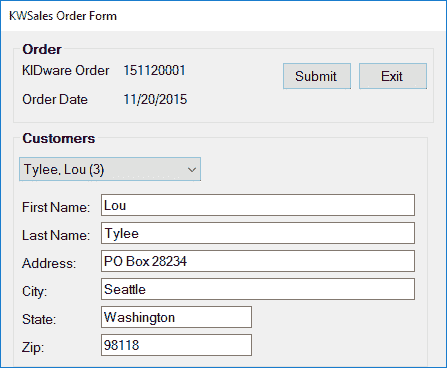 KWSales Order Form
Order
KIDware Order 151120001
Submit Exit
Order Date 11/20/2015
Customers
Tylee, Lou (3)
First Name: Lou
Last Name: Tylee
Address: PO Box 28234
City: Seattle
State: Washington
Zip: 98118